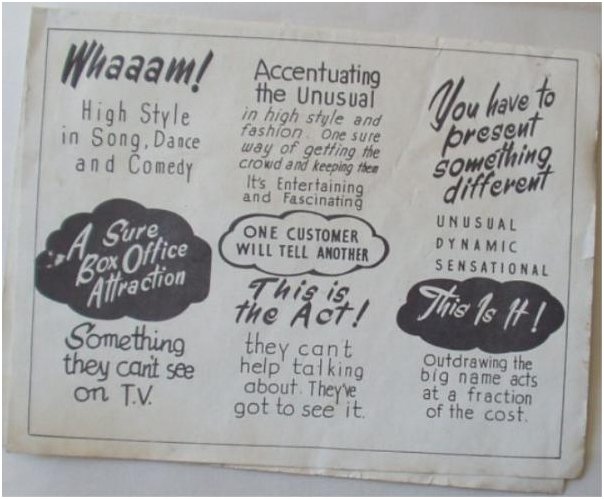 Whaaam!
High Style
in Song, Dance
and Comedy
A Sure
Box Office
Attraction
Something
they can't see
on T.V.
Accentuating
the Unusual
in high style and
fashion. One sure
way of getting the
crowd and keeping them
It's Entertaining
and Fascinating
ONE CUSTOMER
WILL TELL ANOTHER
This is
the Act!
they can't
help talking
about. They've
got to see it.
You have to
present
something
different
UNUSUAL
DYNAMIC
SENSATIONAL
This Is It!
Outdrawing the
big name acts
at a fraction
of the cost.